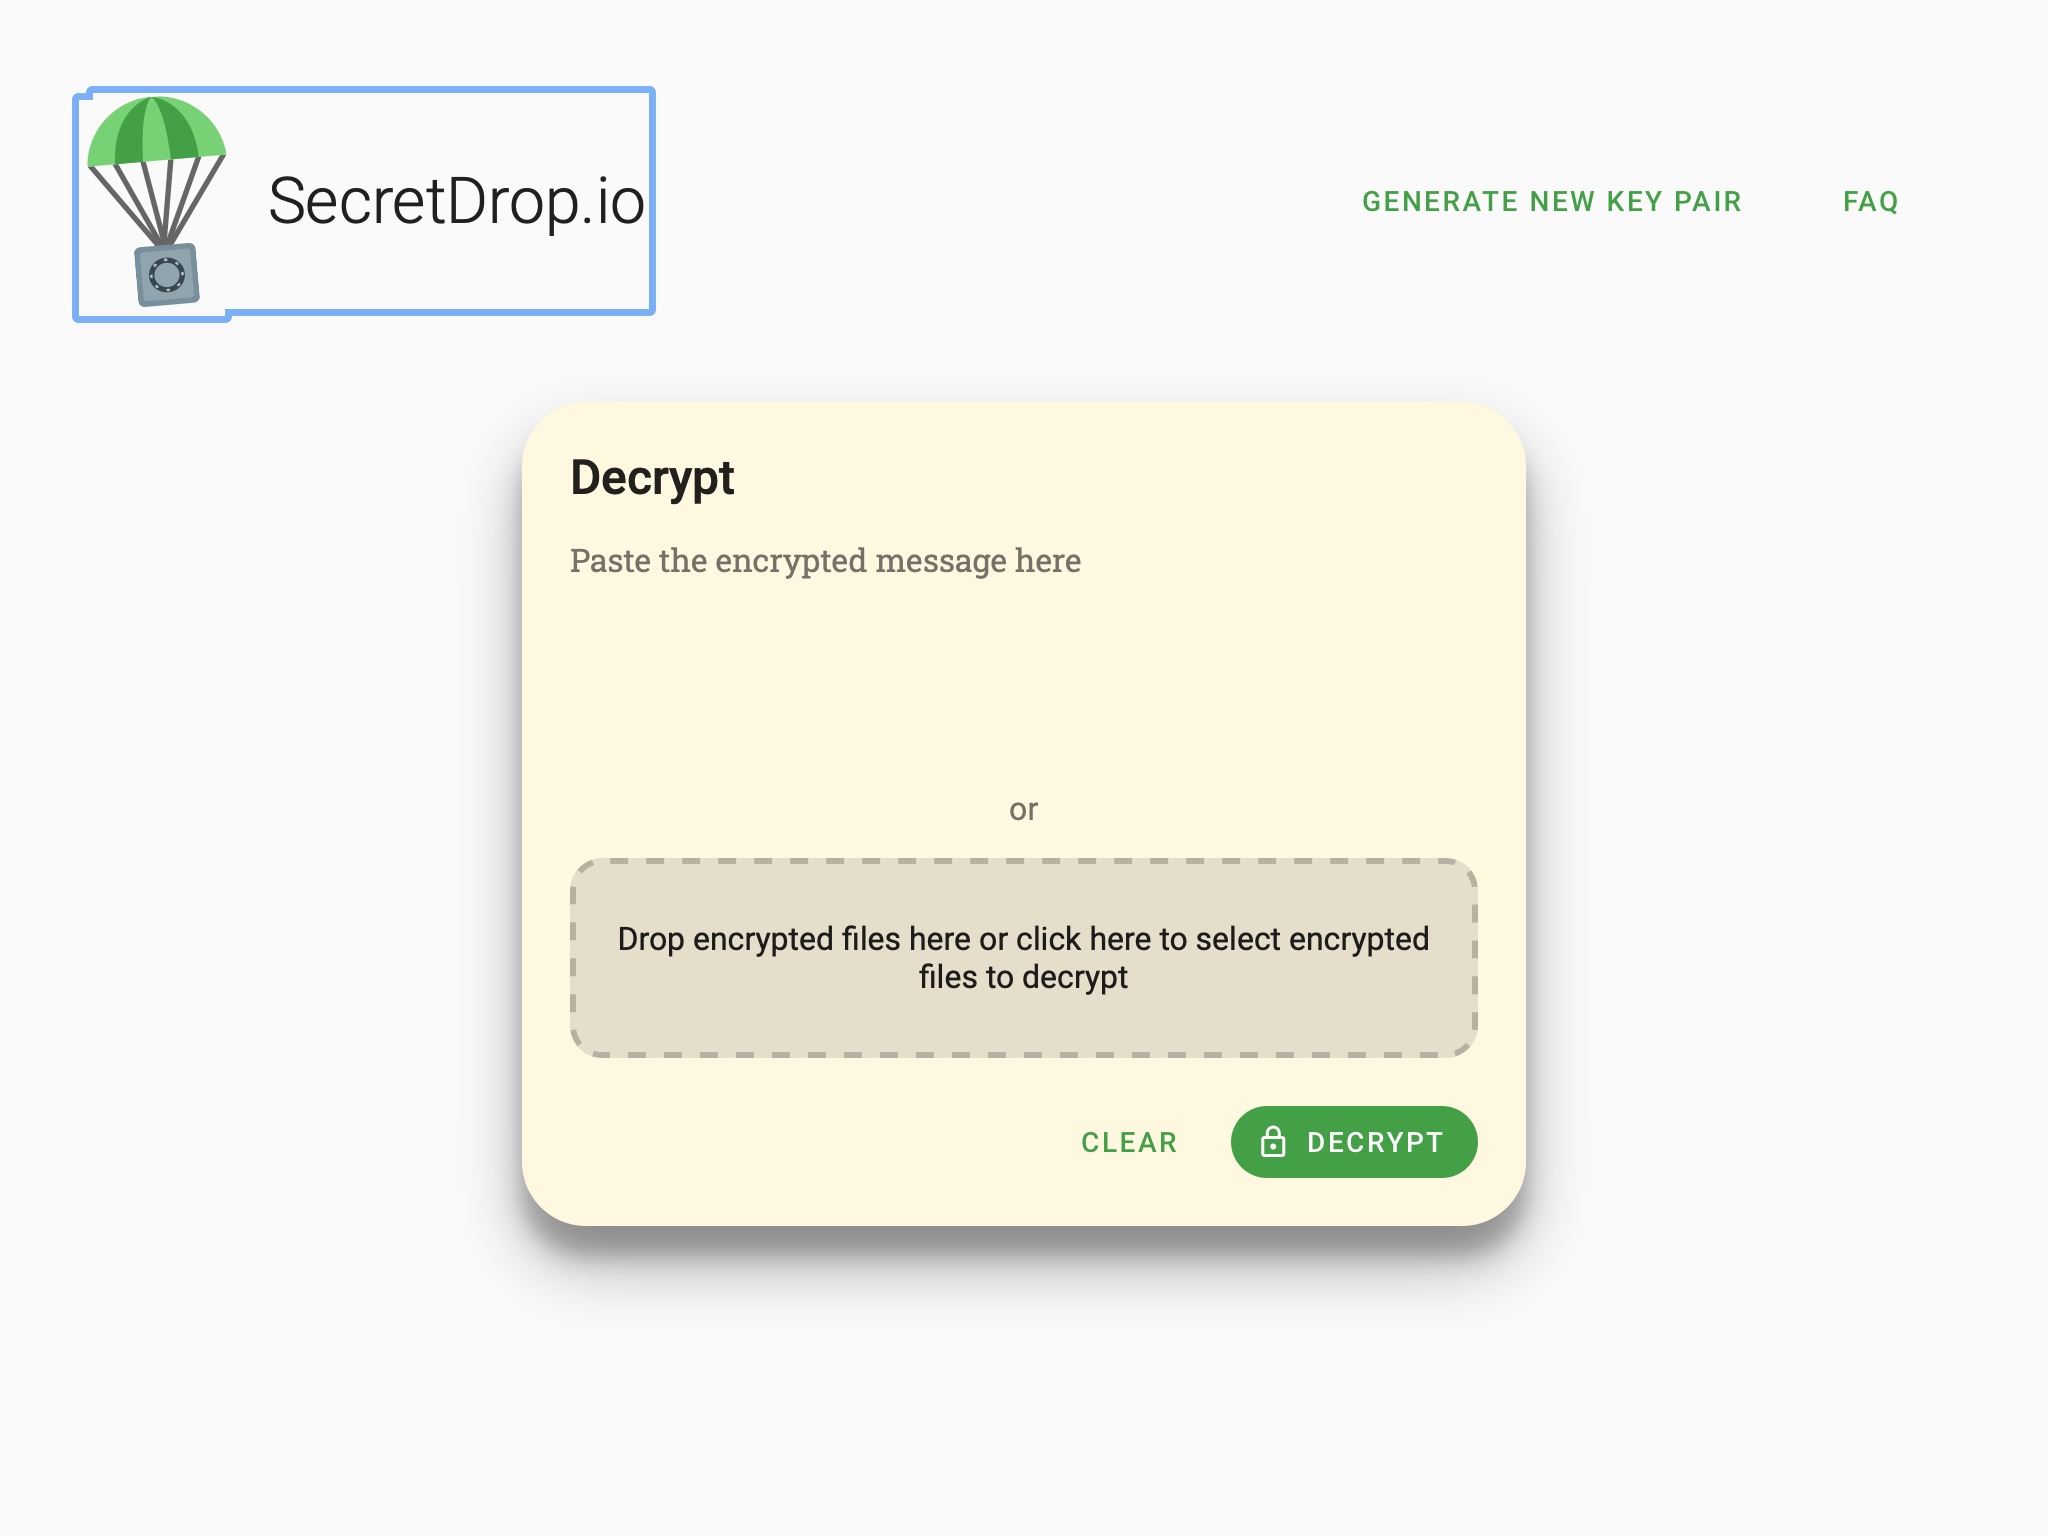 SecretDrop.io
GENERATE NEW KEY PAIR
FAQ
Decrypt
Paste the encrypted message here
or
Drop encrypted files here or click here to select encrypted
files to decrypt
CLEAR
DECRYPT